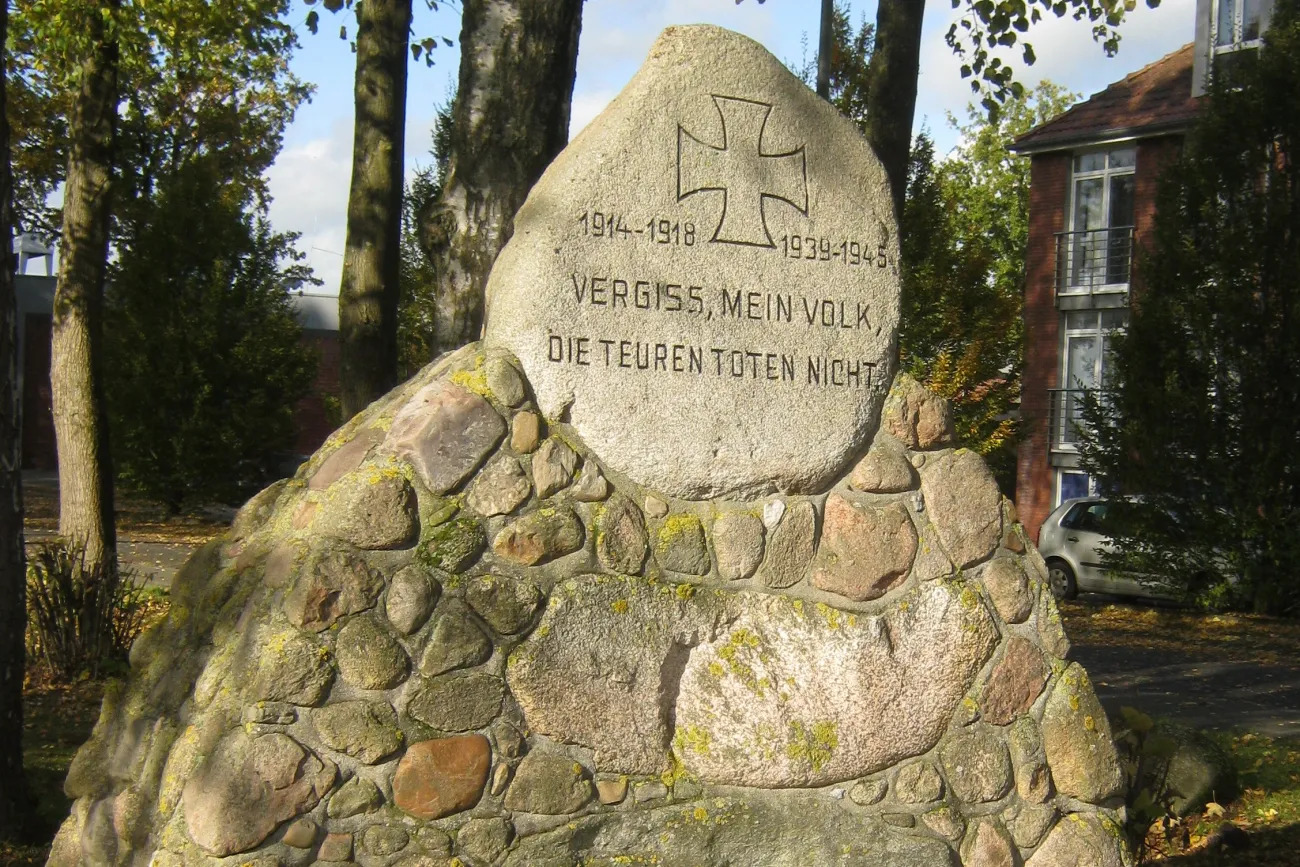 1914-1918 1939-1945
VERGISS, MEIN VOLK,
DIE TEUREN TOTEN NICHT